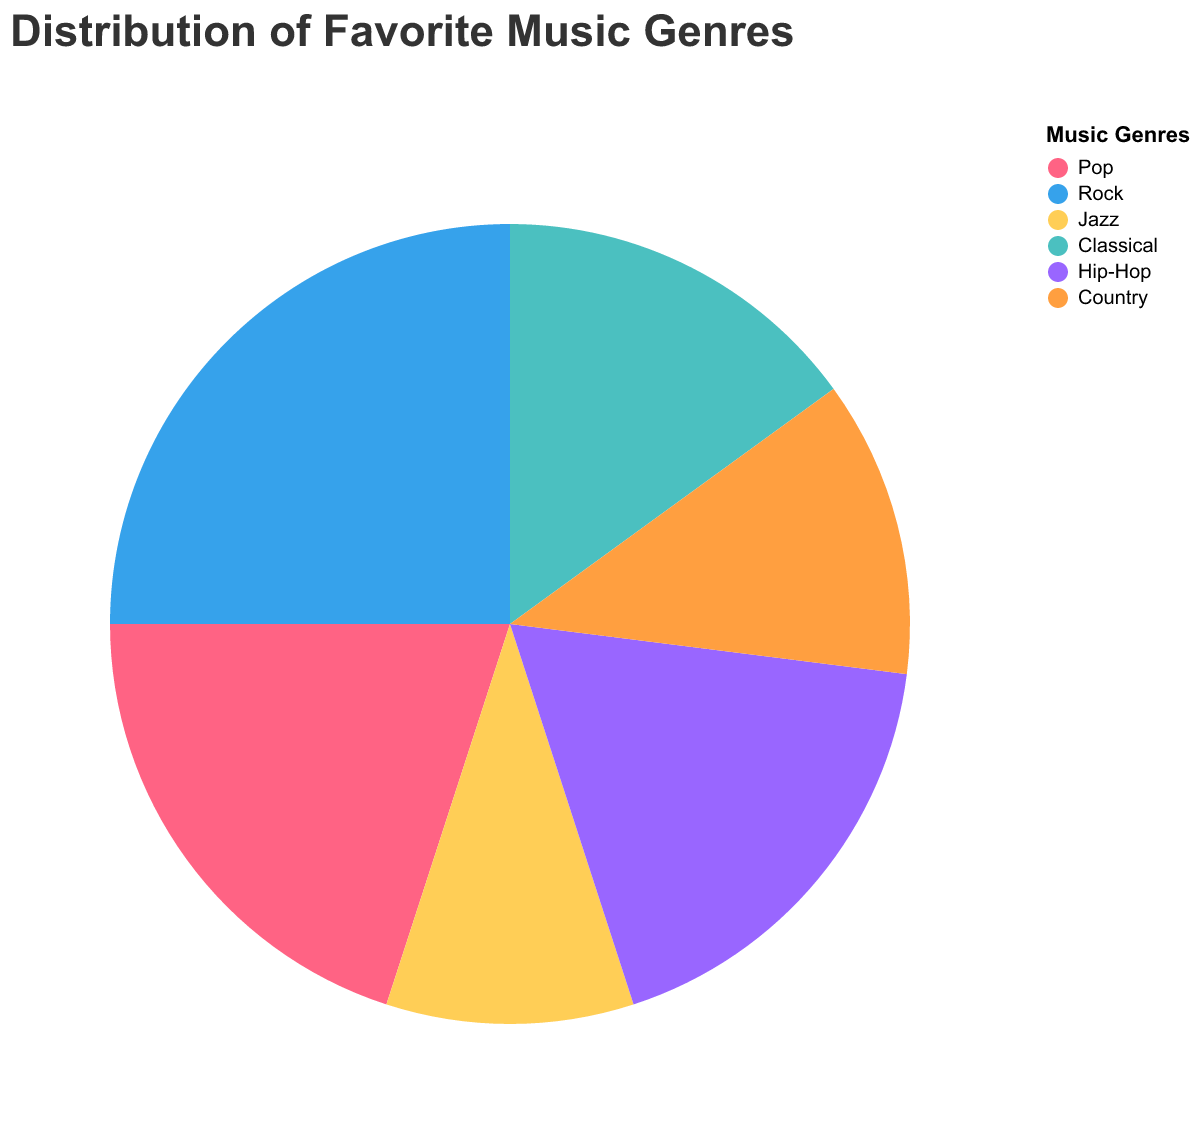 Distribution of Favorite Music Genres
Music Genres
Pop
Rock
Jazz
Classical
Hip-Hop
Country